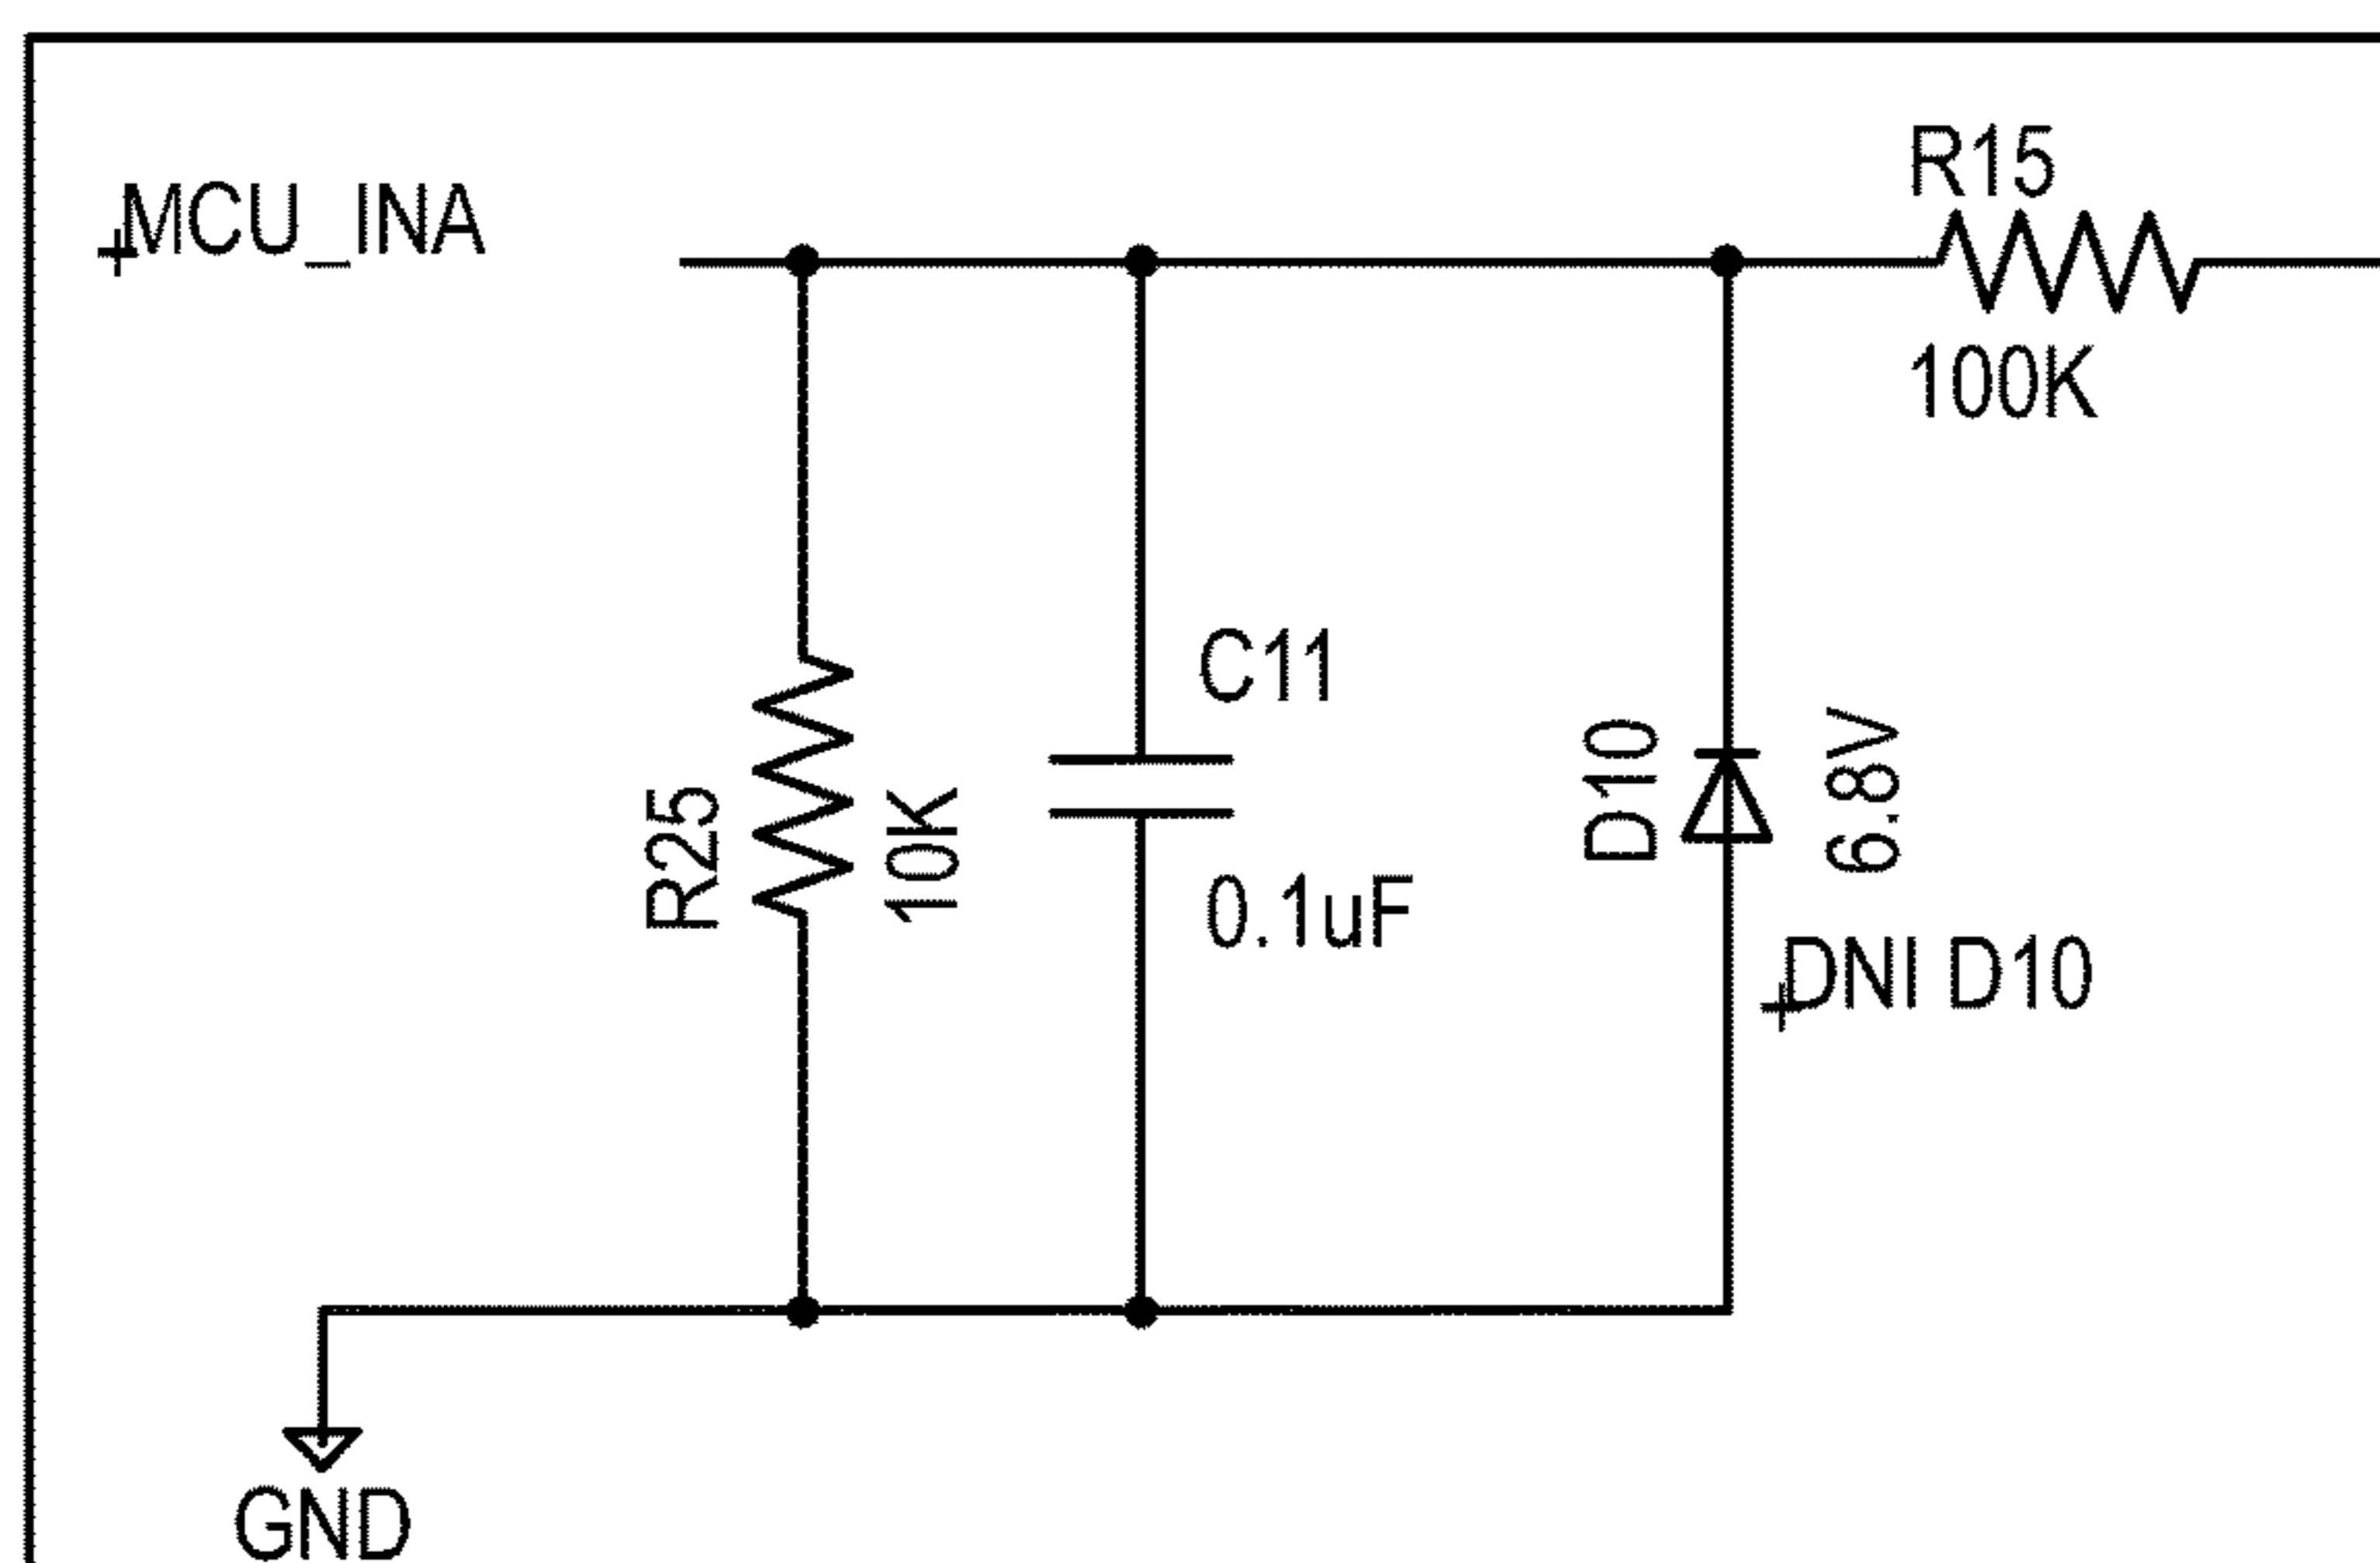 R15
MCU_INA
100K
C11
R25
10K
D10
6.8V
0.1uF
DNI D10
GND